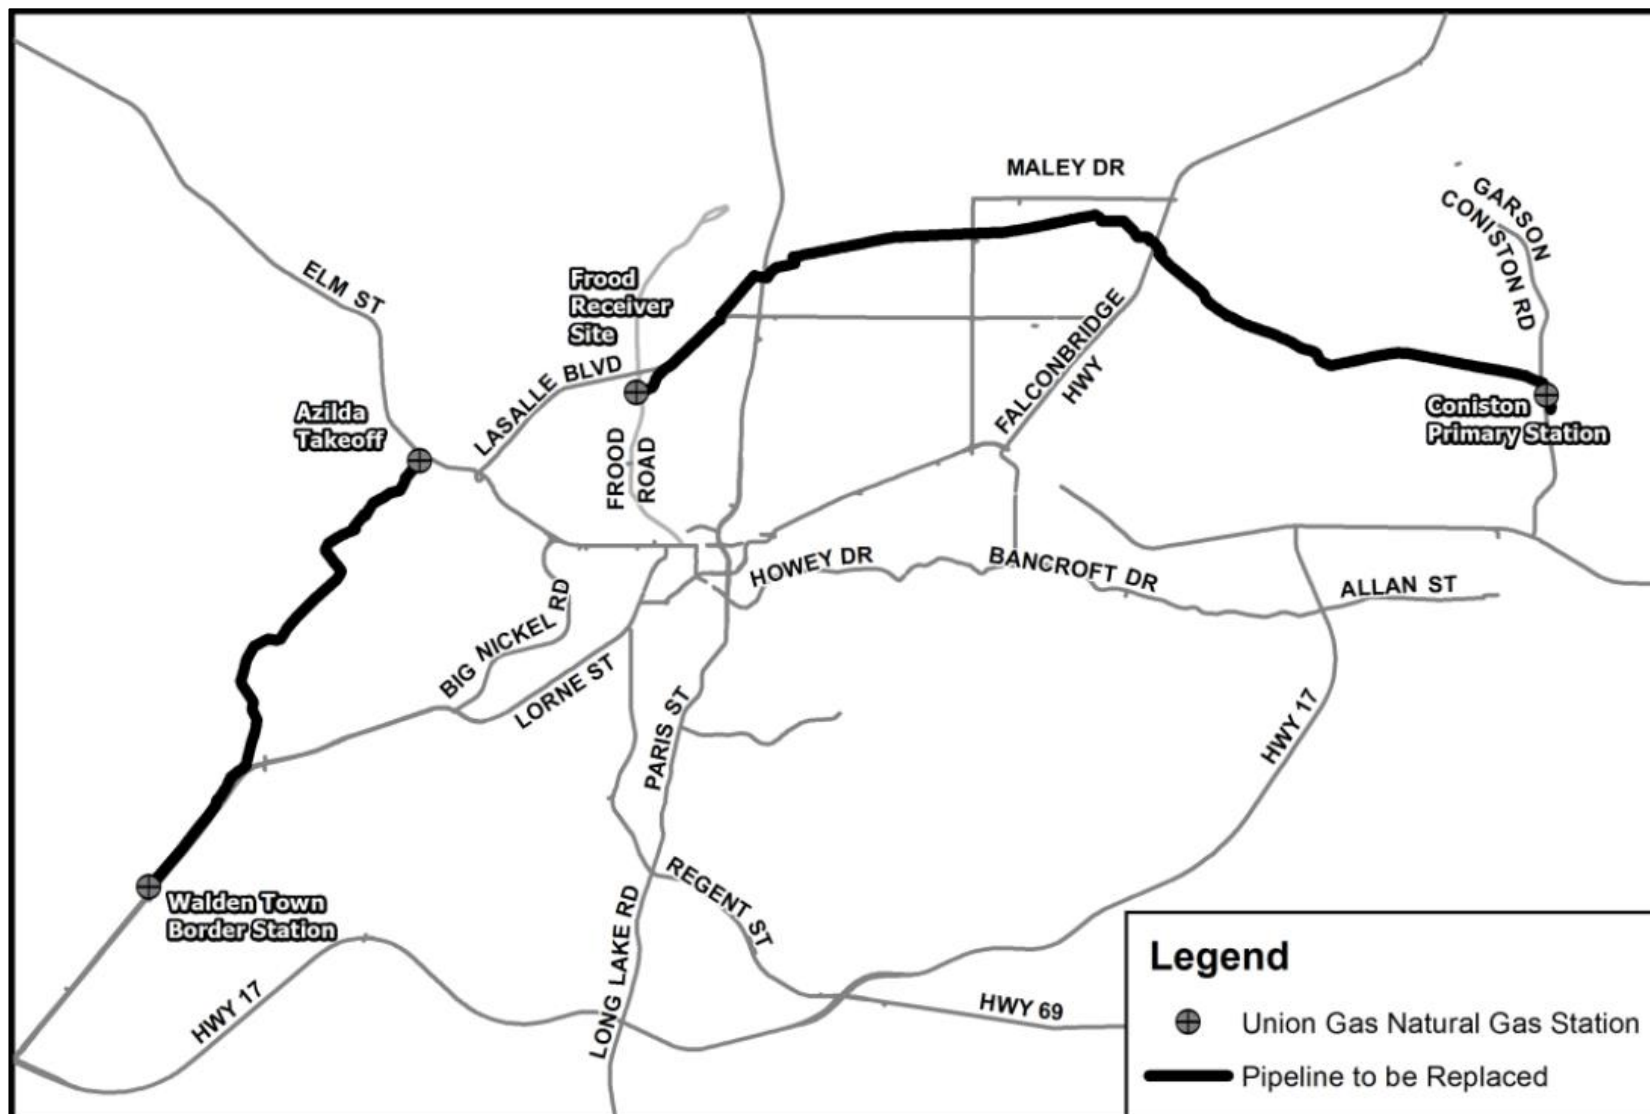 MALEY DR
GARSON
CONISTON RD
ELM ST
Frood
Receiver
Site
FALCONBRIDGE
HWY
LASALLE BLVD
Azilda
Takeoff
Coniston
Primary Station
FROOD
ROAD
HOWEY DR
BANCROFT DR
ALLAN ST
BIG NICKEL RD
LORNE ST
PARIS ST
HWY 17
REGENT ST
Walden Town
Border Station
LONG LAKE RD
HWY 17
HWY 69
Legend
Union Gas Natural Gas Station
Pipeline to be Replaced